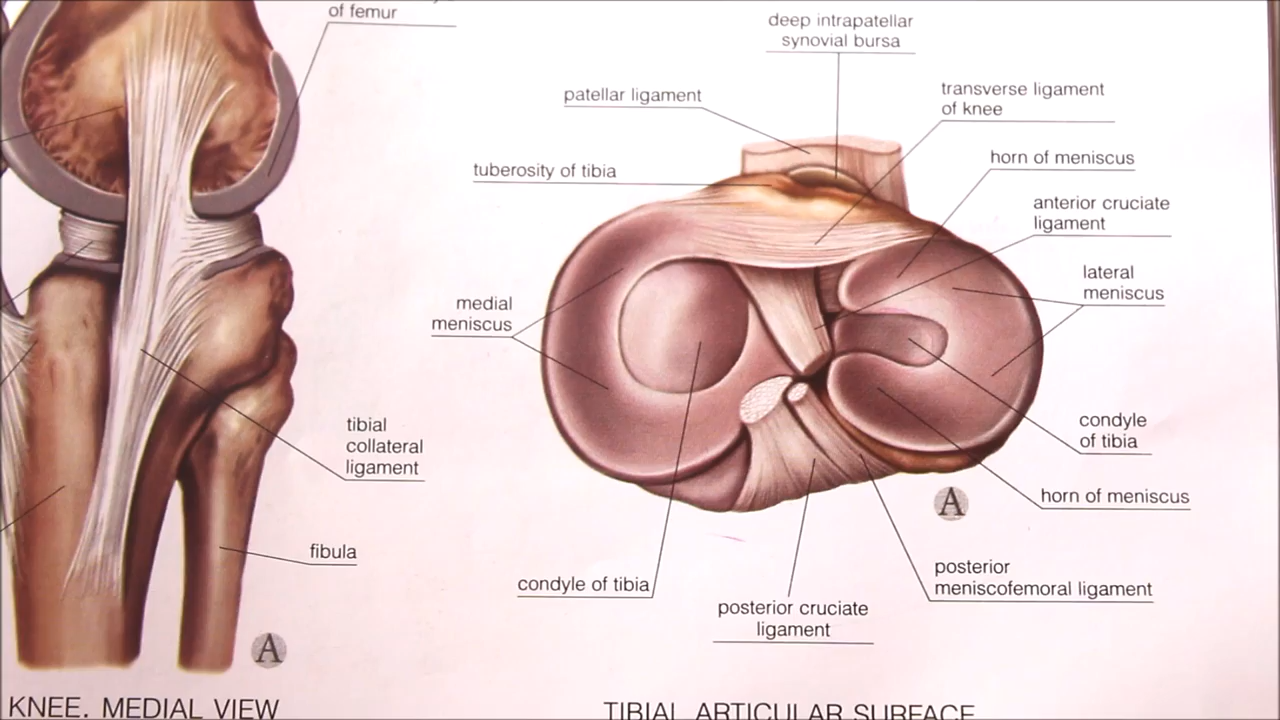 of femur
tibial
collateral
ligament
fibula
A
KNEE. MEDIAL VIEW
deep intrapatellar
synovial bursa
patellar ligament
transverse ligament
of knee
tuberosity of tibia
horn of meniscus
anterior cruciate
ligament
lateral
meniscus
medial
meniscus
condyle
of tibia
horn of meniscus
A
condyle of tibia
posterior cruciate
ligament
posterior
meniscofemoral ligament
TIBIAL ARTICULAR SURFACE